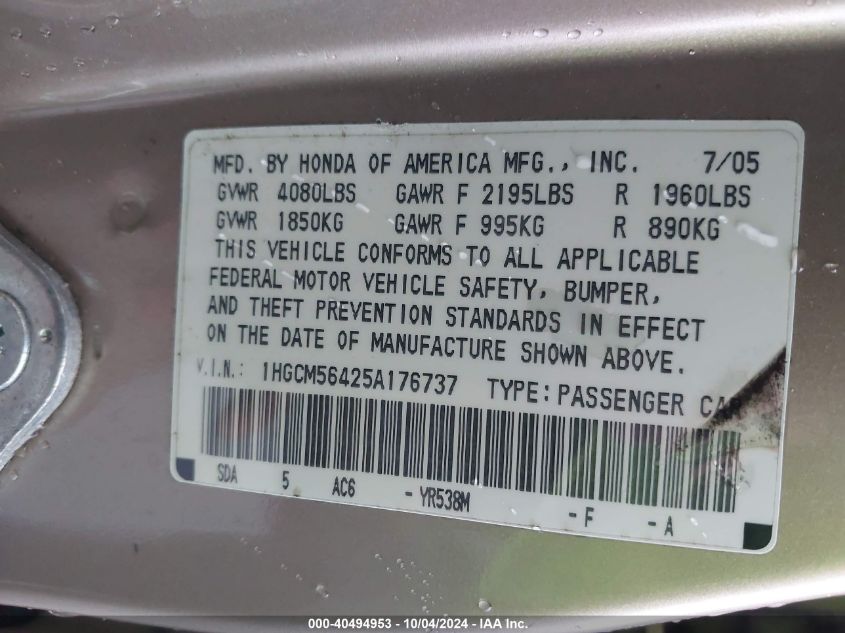 MFD. BY HONDA OF AMERICA MFG., INC. 7/05
GVWR 4080LBS GAWR F 2195LBS R 1960LBS
GVWR 1850KG GAWR F 995KG R 890KG
THIS VEHICLE CONFORMS TO ALL APPLICABLE
FEDERAL MOTOR VEHICLE SAFETY, BUMPER,
AND THEFT PREVENTION STANDARDS IN EFFECT
ON THE DATE OF MANUFACTURE SHOWN ABOVE.
V.I.N.: 1HGCM56425A176737 TYPE: PASSENGER CAR
SDA 5 AC6 -YR538M -F -A
000-40494953 - 10/04/2024 - IAA Inc.